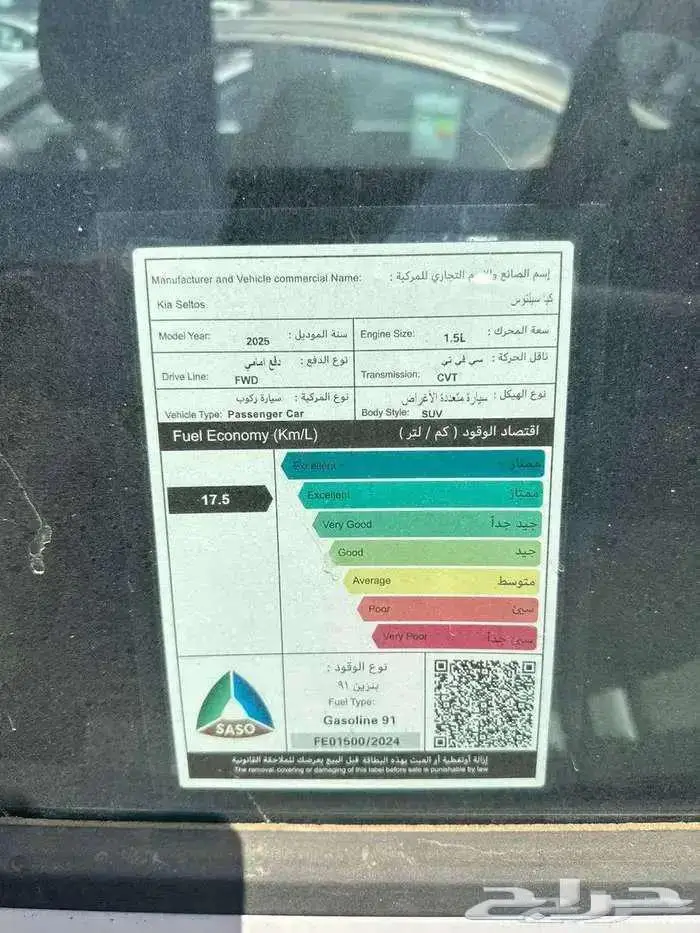 Manufacturer and Vehicle commercial Name: إسم الصانع التجاري للمركبة :
Kia Seltos كيا سيلتوس
Model Year: 2025 سنة الموديل :
Engine Size: 1.5L سعة المحرك :
Drive Line: FWD دفع امامي نوع الدفع :
Transmission: CVT سي في تي ناقل الحركة :
Vehicle Type: Passenger Car سيارة ركوب نوع المركبة :
Body Style: SUV سيارة متعددة الأغراض نوع الهيكل :
Fuel Economy (Km/L) اقتصاد الوقود ( كم / لتر )
Excellent ممتاز
17.5
Excellent ممتاز
Very Good جيد جداً
Good جيد
Average متوسط
Poor سيئ
Very Poor سيئ جداً
نوع الوقود :
بنزين ٩١
Fuel Type:
Gasoline 91
FE01500/2024
SASO
إزالة أوتغطية أو العبث بهذه البطاقة قبل البيع يعرضك للملاحقة القانونية
The removal, covering or damaging of this label before sale is punishable by law
حراج